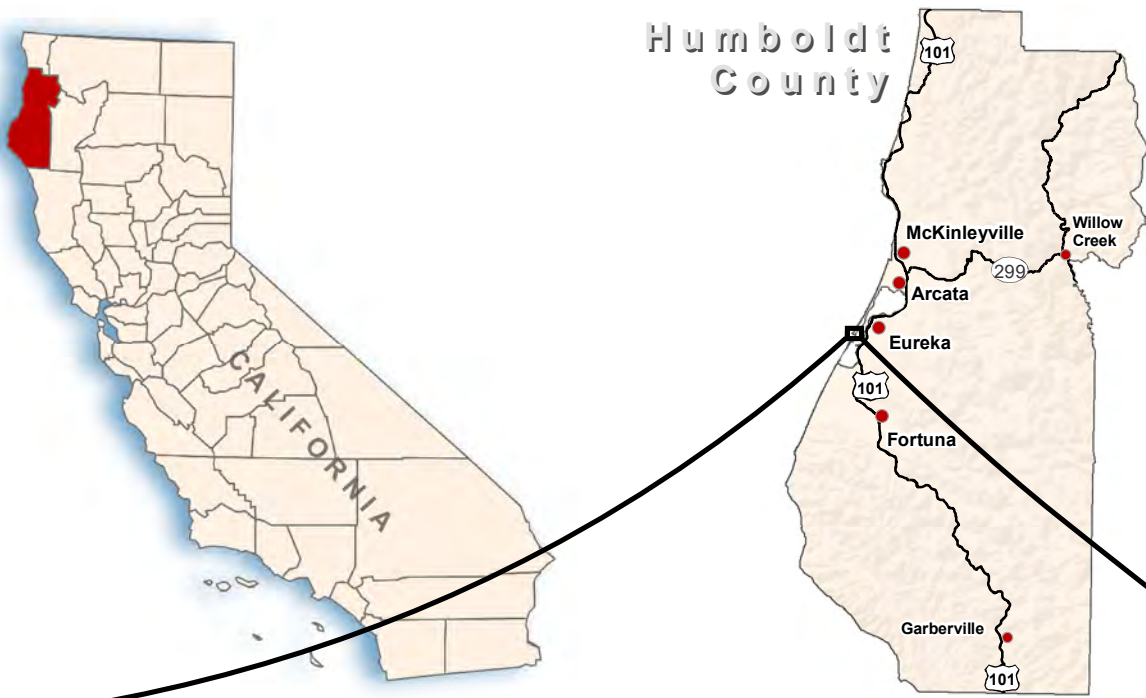 Humboldt
County
101
McKinleyville
Willow
Creek
299
Arcata
Eureka
101
CALIFORNIA
Fortuna
Garberville
101